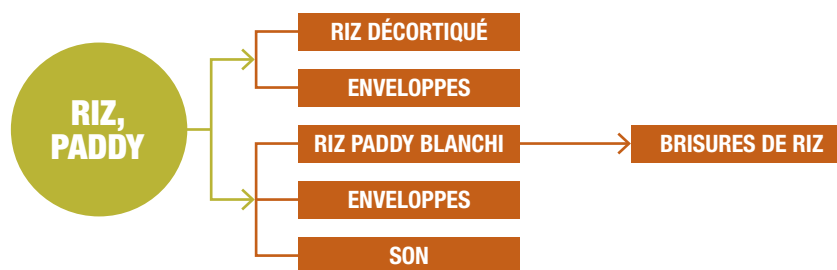 RIZ,
PADDY
RIZ DÉCORTIQUÉ
ENVELOPPES
RIZ PADDY BLANCHI
BRISURES DE RIZ
ENVELOPPES
SON